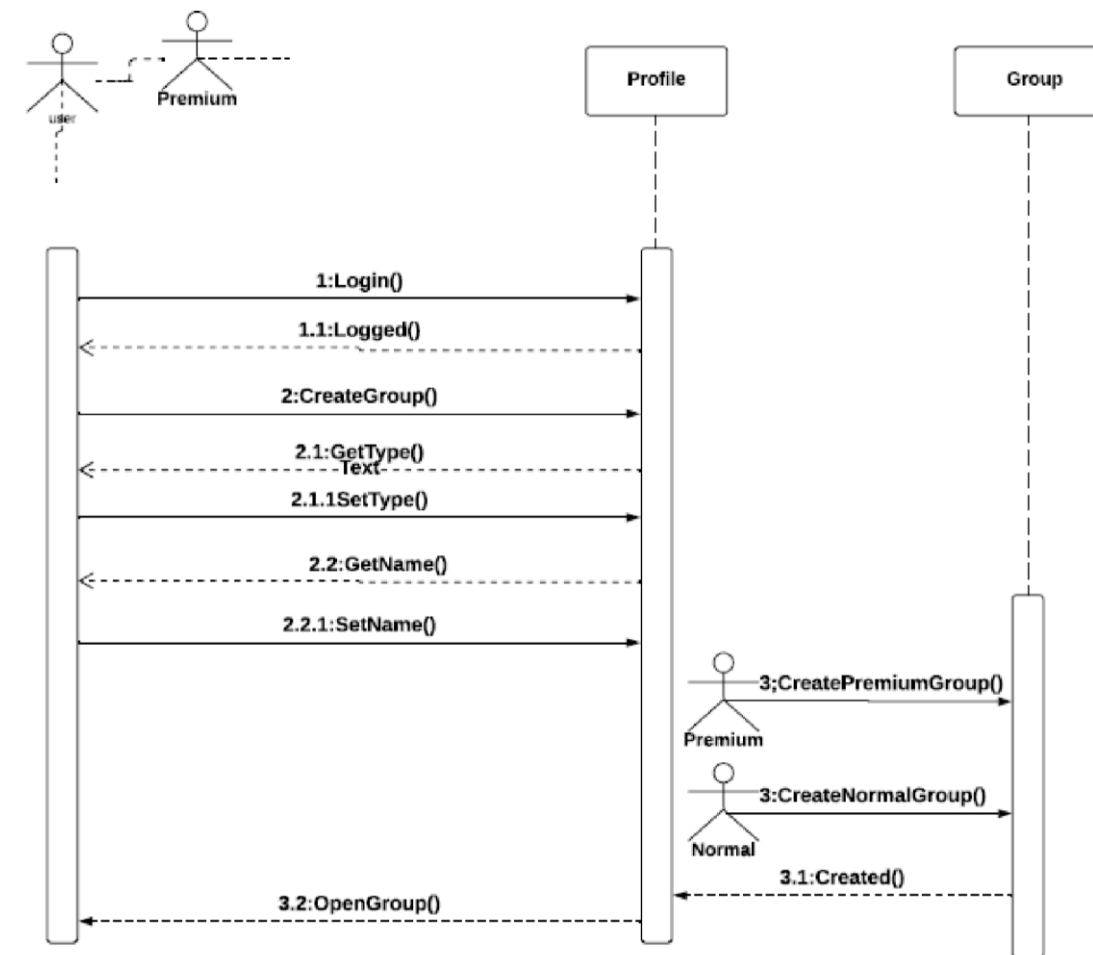 Premium
user
Profile
Group
1:Login()
1.1:Logged()
2:CreateGroup()
2.1:GetType()
Text
2.1.1SetType()
2.2:GetName()
2.2.1:SetName()
3;CreatePremiumGroup()
Premium
3:CreateNormalGroup()
Normal
3.1:Created()
3.2:OpenGroup()